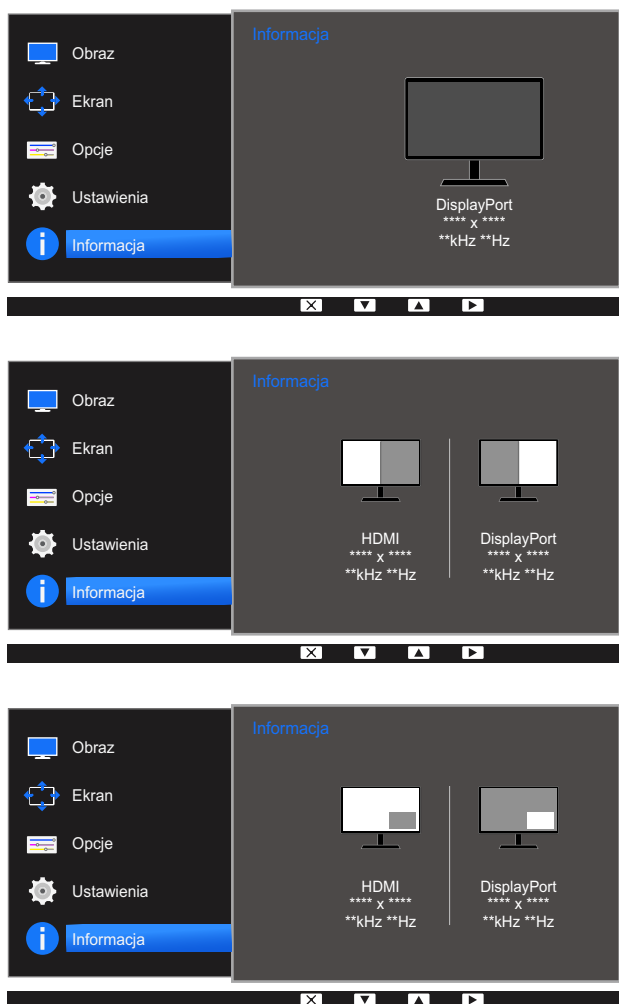 Informacja
Obraz
Ekran
Opcje
Ustawienia
Informacja
DisplayPort
**** x ****
**kHz **Hz
Informacja
Obraz
Ekran
Opcje
Ustawienia
Informacja
HDMI
**** x ****
**kHz **Hz
DisplayPort
**** x ****
**kHz **Hz
Informacja
Obraz
Ekran
Opcje
Ustawienia
Informacja
HDMI
**** x ****
**kHz **Hz
DisplayPort
**** x ****
**kHz **Hz